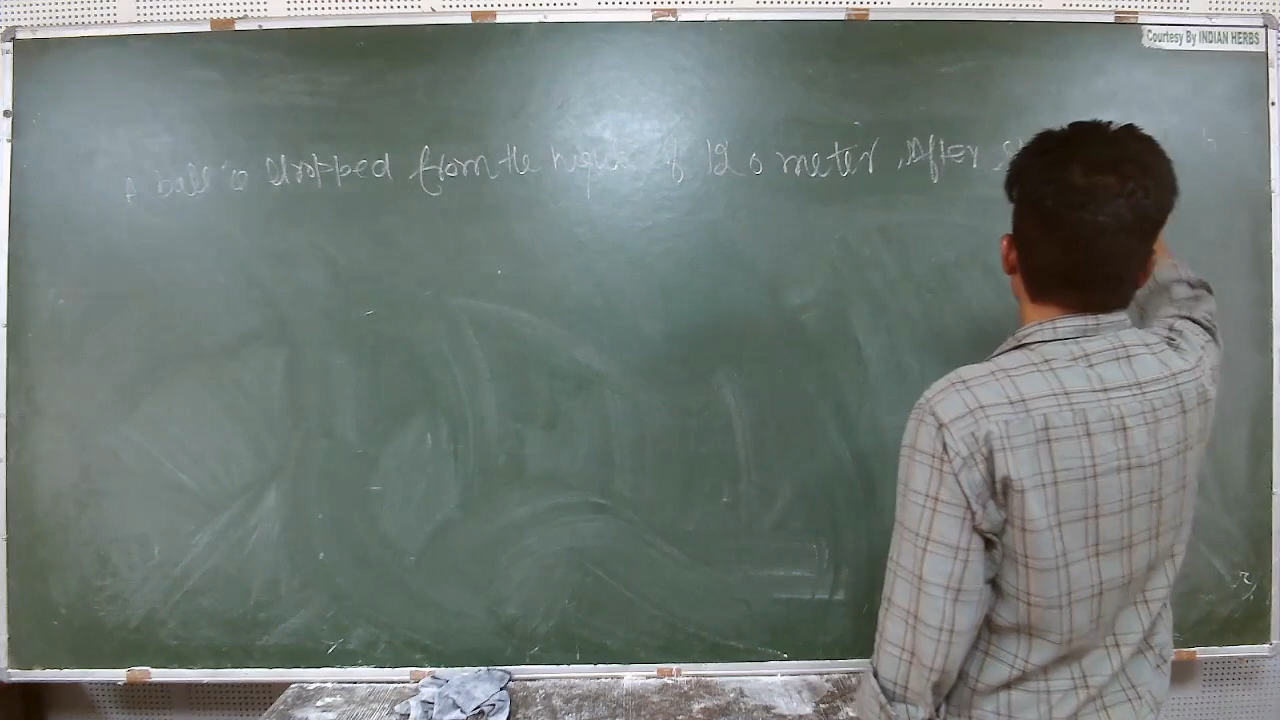 Courtesy By INDIAN HERBS
A ball is dropped from the height of 120 meter, After